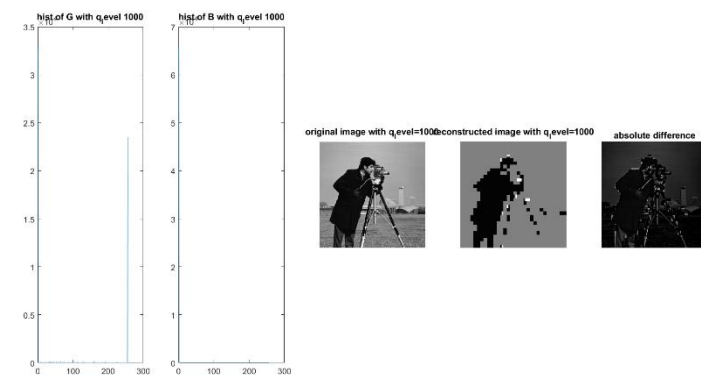 hist of G with q_level 1000
×10
3.5
3
2.5
2
1.5
1
0.5
0
0 100 200 300
hist of B with q_level 1000
×10
7
6
5
4
3
2
1
0
0 100 200 300
original image with q_level=1000
reconstructed image with q_level=1000
absolute difference